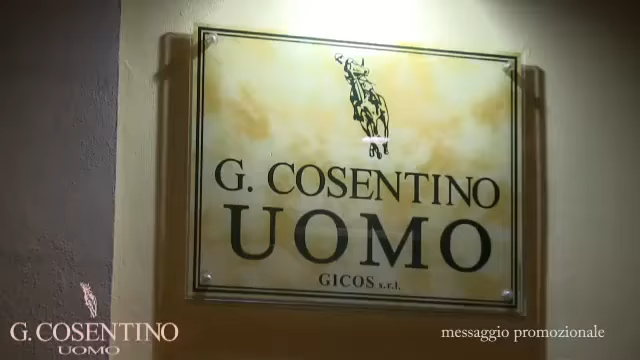 G. COSENTINO
UOMO
GICOS s.r.l.
G. COSENTINO
UOMO
messaggio promozionale